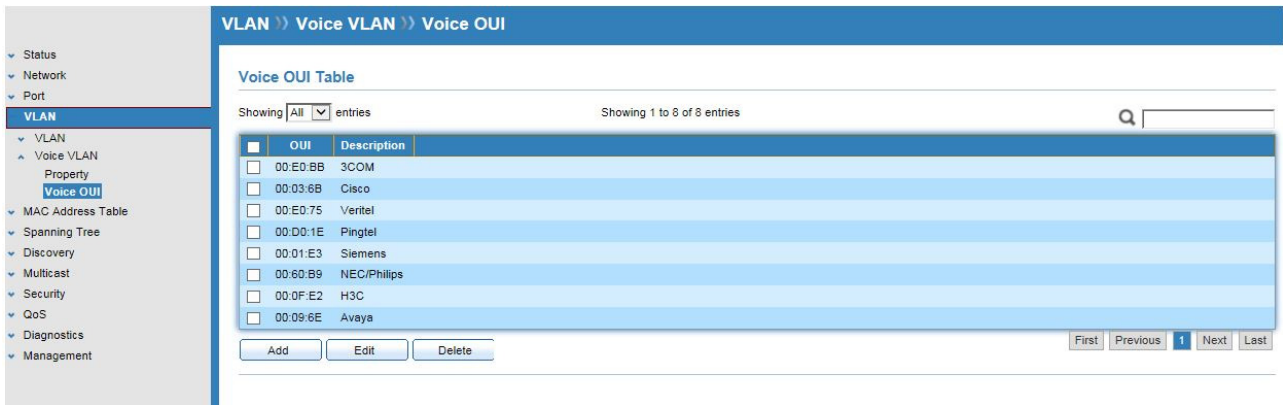 VLAN 》 Voice VLAN 》 Voice OUI
Status
Network
Port
VLAN
VLAN
Voice VLAN
Property
Voice OUI
MAC Address Table
Spanning Tree
Discovery
Multicast
Security
QoS
Diagnostics
Management
Voice OUI Table
Showing All entries
Showing 1 to 8 of 8 entries
OUI Description
00:E0:BB 3COM
00:03:6B Cisco
00:E0:75 Veritel
00:D0:1E Pingtel
00:01:E3 Siemens
00:60:B9 NEC/Philips
00:0F:E2 H3C
00:09:6E Avaya
Add Edit Delete
First Previous 1 Next Last